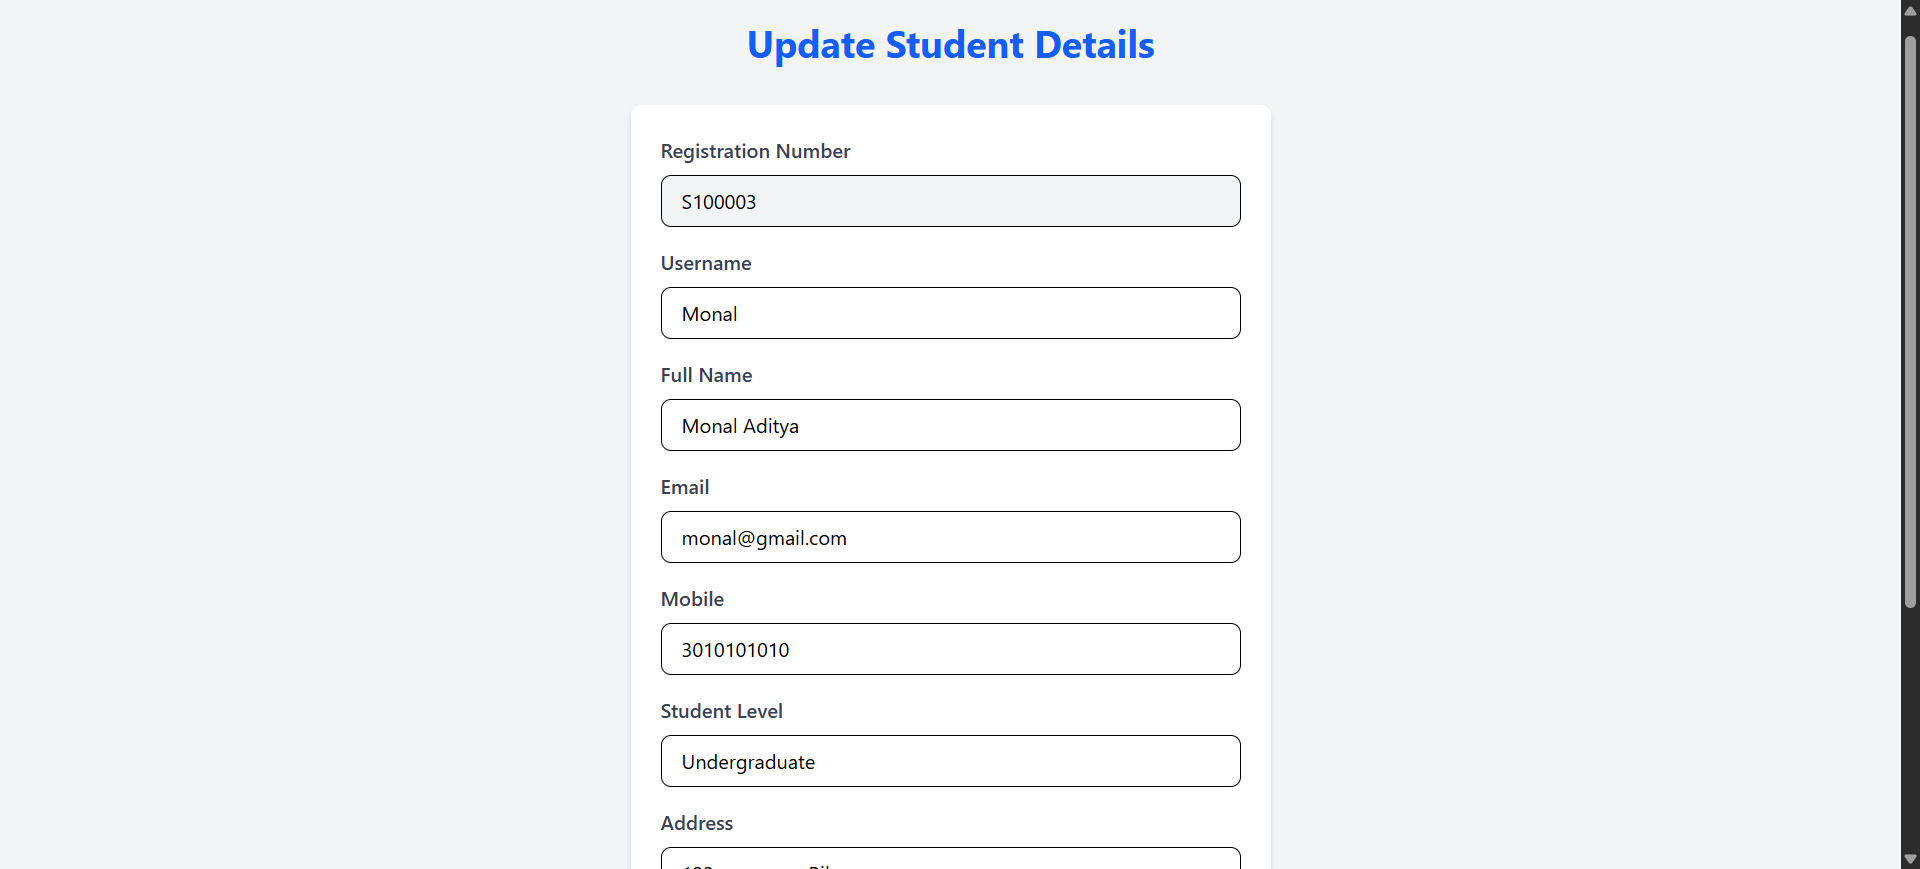 Update Student Details
Registration Number
S100003
Username
Monal
Full Name
Monal Aditya
Email
monal@gmail.com
Mobile
3010101010
Student Level
Undergraduate
Address